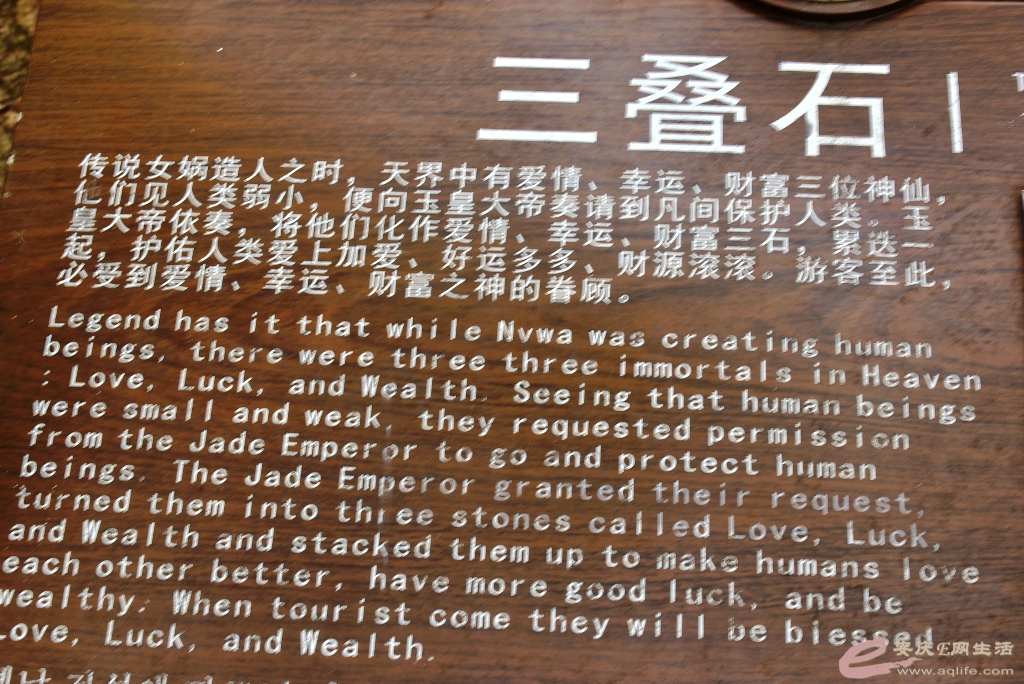 三叠石 |
传说女娲造人之时，天界中有爱情、幸运、财富三位神仙，
他们见人类弱小，便向玉皇大帝奏请到凡间保护人类。玉
皇大帝依奏，将他们化作爱情、幸运、财富三石，累迭一
起，护佑人类爱上加爱、好运多多、财源滚滚。游客至此，
必受到爱情、幸运、财富之神的眷顾。
Legend has it that while Nvwa was creating human
beings, there were three three immortals in Heaven
: Love, Luck, and Wealth. Seeing that human beings
were small and weak, they requested permission
from the Jade Emperor to go and protect human
beings. The Jade Emperor granted their request,
turned them into three stones called Love, Luck,
and Wealth and stacked them up to make humans love
each other better, have more good luck, and be
wealthy. When tourist come they will be blessed
Love, Luck, and Wealth.
安庆E网生活
www.aqlife.com